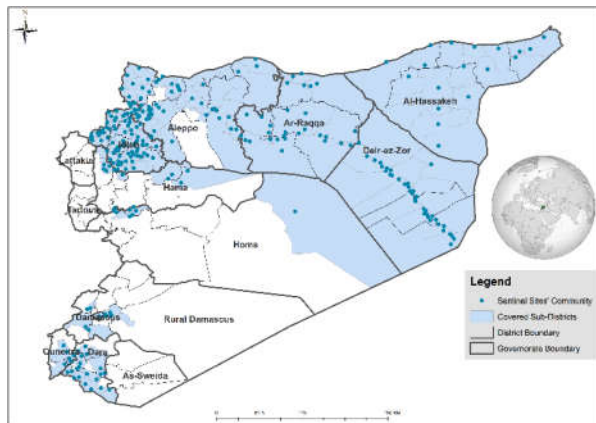 Al-Hassakeh
Aleppo
Ar-Raqqa
Deir-ez-Zor
Idleb
Lattakia
Hama
Tartous
Homs
Rural Damascus
Damascus
Quneitra
Dara
As-Sweida
Legend
Sentinel Sites' Community
Covered Sub-Districts
District Boundary
Governorate Boundary